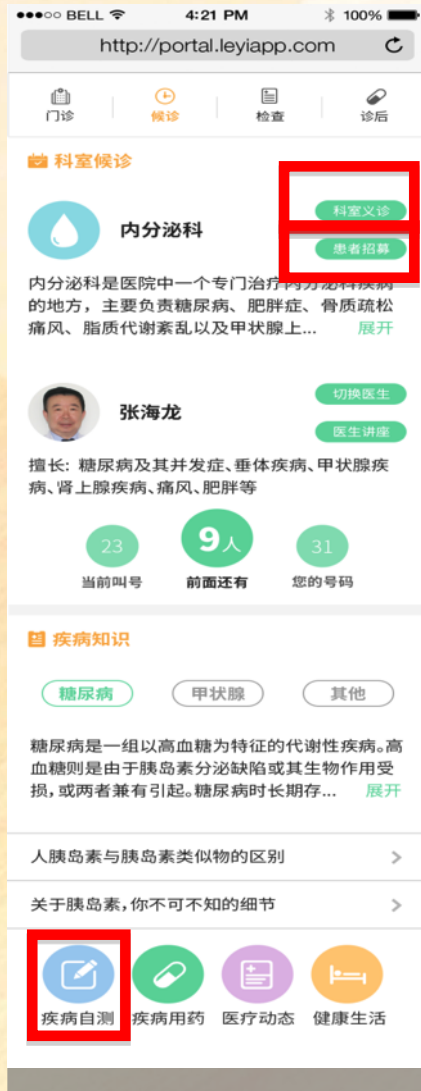 BELL 4:21 PM 100%
http://portal.leyiapp.com
门诊 候诊 检查 诊后
科室候诊
科室义诊
内分泌科
患者招募
内分泌科是医院中一个专门治疗内分泌科疾病
的地方，主要负责糖尿病、肥胖症、骨质疏松
痛风、脂质代谢紊乱以及甲状腺上... 展开
切换医生
张海龙
医生讲座
擅长: 糖尿病及其并发症、垂体疾病、甲状腺疾
病、肾上腺疾病、痛风、肥胖等
23 9人 31
当前叫号 前面还有 您的号码
疾病知识
糖尿病 甲状腺 其他
糖尿病是一组以高血糖为特征的代谢性疾病。高
血糖则是由于胰岛素分泌缺陷或其生物作用受
损，或两者兼有引起。糖尿病时长期存... 展开
人胰岛素与胰岛素类似物的区别 >
关于胰岛素，你不可不知的细节 >
疾病自测 疾病用药 医疗动态 健康生活